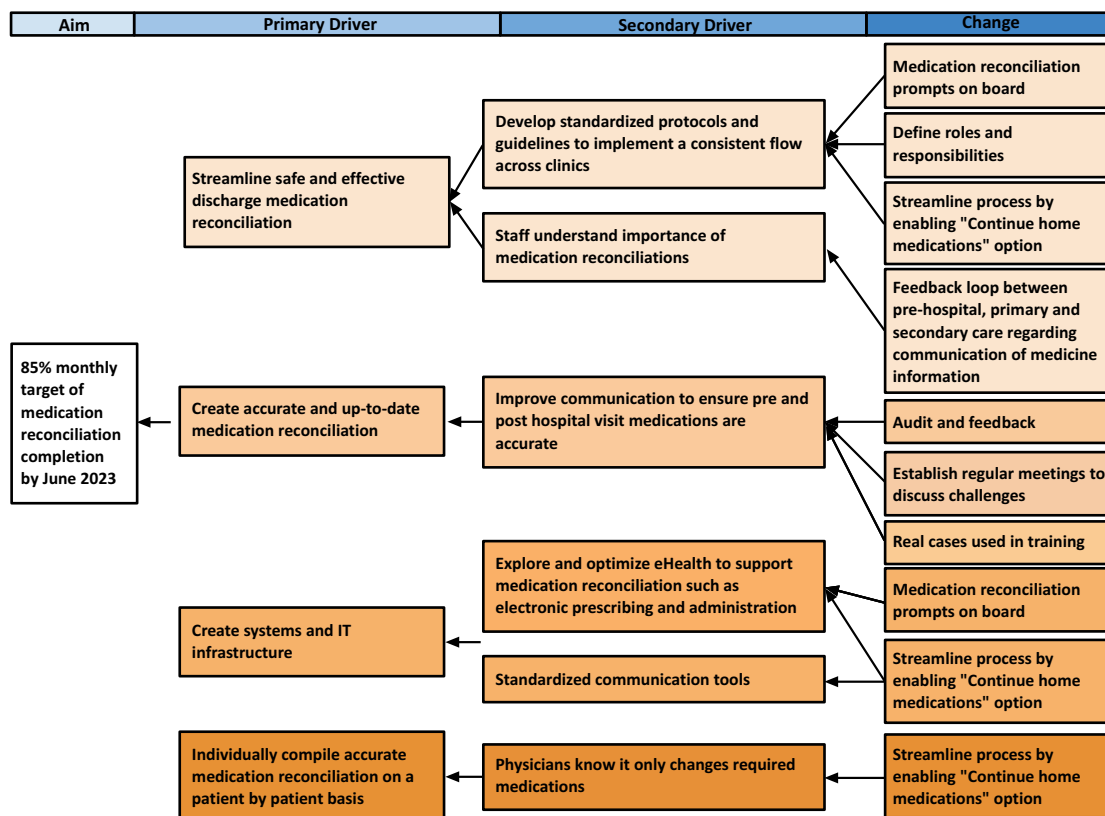 Aim
Primary Driver
Secondary Driver
Change
Medication reconciliation
prompts on board
Develop standardized protocols and
guidelines to implement a consistent flow
across clinics
Define roles and
responsibilities
Streamline safe and effective
discharge medication
reconciliation
Streamline process by
enabling "Continue home
medications" option
Staff understand importance of
medication reconciliations
Feedback loop between
pre-hospital, primary and
secondary care regarding
communication of medicine
information
85% monthly
target of
medication
reconciliation
completion
by June 2023
Create accurate and up-to-date
medication reconciliation
Improve communication to ensure pre and
post hospital visit medications are
accurate
Audit and feedback
Establish regular meetings to
discuss challenges
Real cases used in training
Explore and optimize eHealth to support
medication reconciliation such as
electronic prescribing and administration
Medication reconciliation
prompts on board
Create systems and IT
infrastructure
Standardized communication tools
Streamline process by
enabling "Continue home
medications" option
Individually compile accurate
medication reconciliation on a
patient by patient basis
Physicians know it only changes required
medications
Streamline process by
enabling "Continue home
medications" option